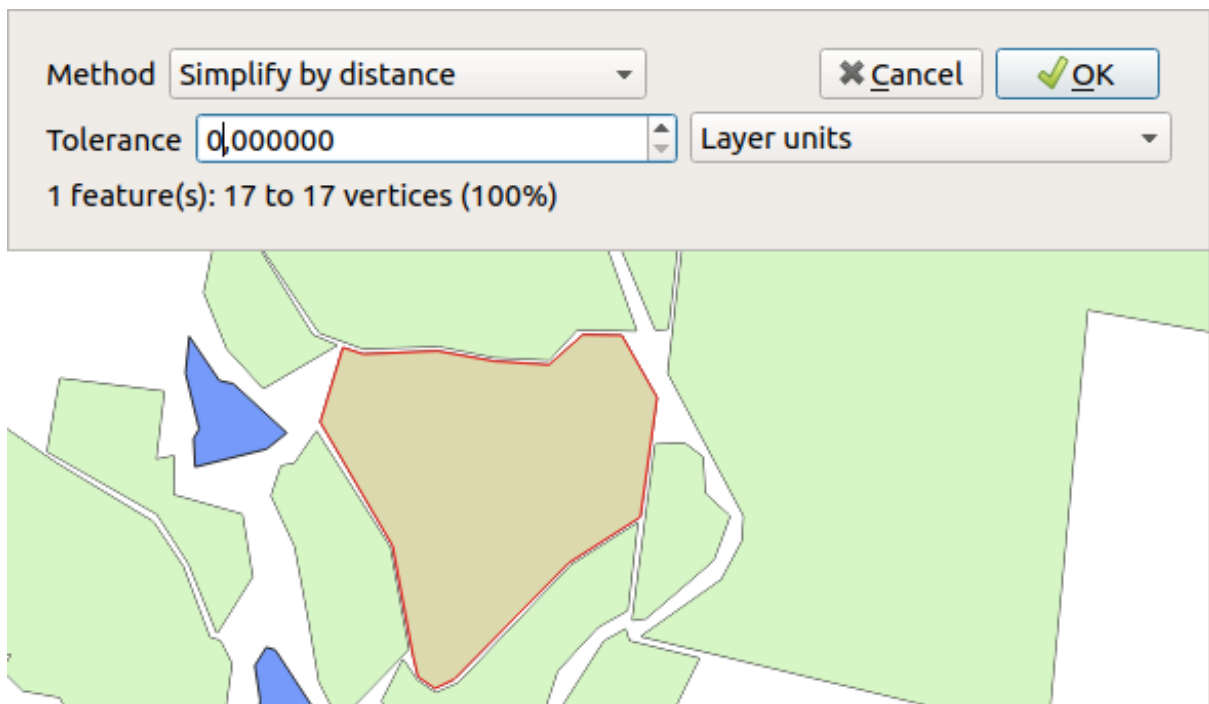 Method Simplify by distance Cancel OK
Tolerance 0,000000 Layer units
1 feature(s): 17 to 17 vertices (100%)